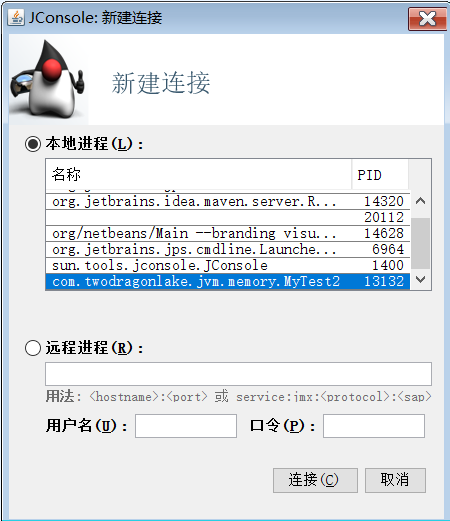 JConsole: 新建连接
新建连接
本地进程(L)：
名称 PID
org.jetbrains.idea.maven.server.R... 14320
20112
org/netbeans/Main --branding visu... 14628
org.jetbrains.jps.cmdline.Launche... 6964
sun.tools.jconsole.JConsole 1400
com.twodragonlake.jvm.memory.MyTest2 13132
远程进程(R)：
用法: <hostname>:<port> 或 service:jmx:<protocol>:<sap>
用户名(U)： 口令(P)：
连接(C) 取消